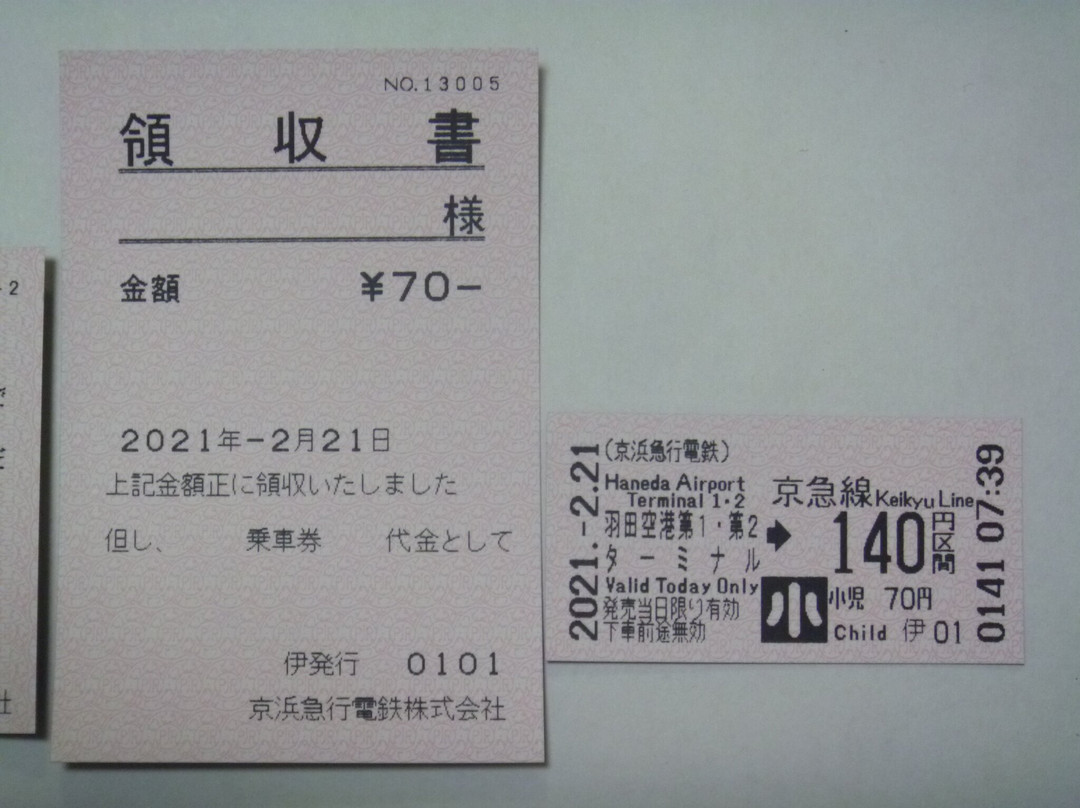 -2
社
NO.13005
領収書
様
金額 ¥70-
2021年-2月21日
上記金額正に領収いたしました
但し、 乗車券 代金として
伊発行 0101
京浜急行電鉄株式会社
2021.-2.21
(京浜急行電鉄)
Haneda Airport
Terminal 1・2
羽田空港第1・第2
ターミナル
➡
京急線 Keikyu Line
140円区間
Valid Today Only
発売当日限り有効
下車前途無効
小
小児 70円
Child 伊01
0141 07:39